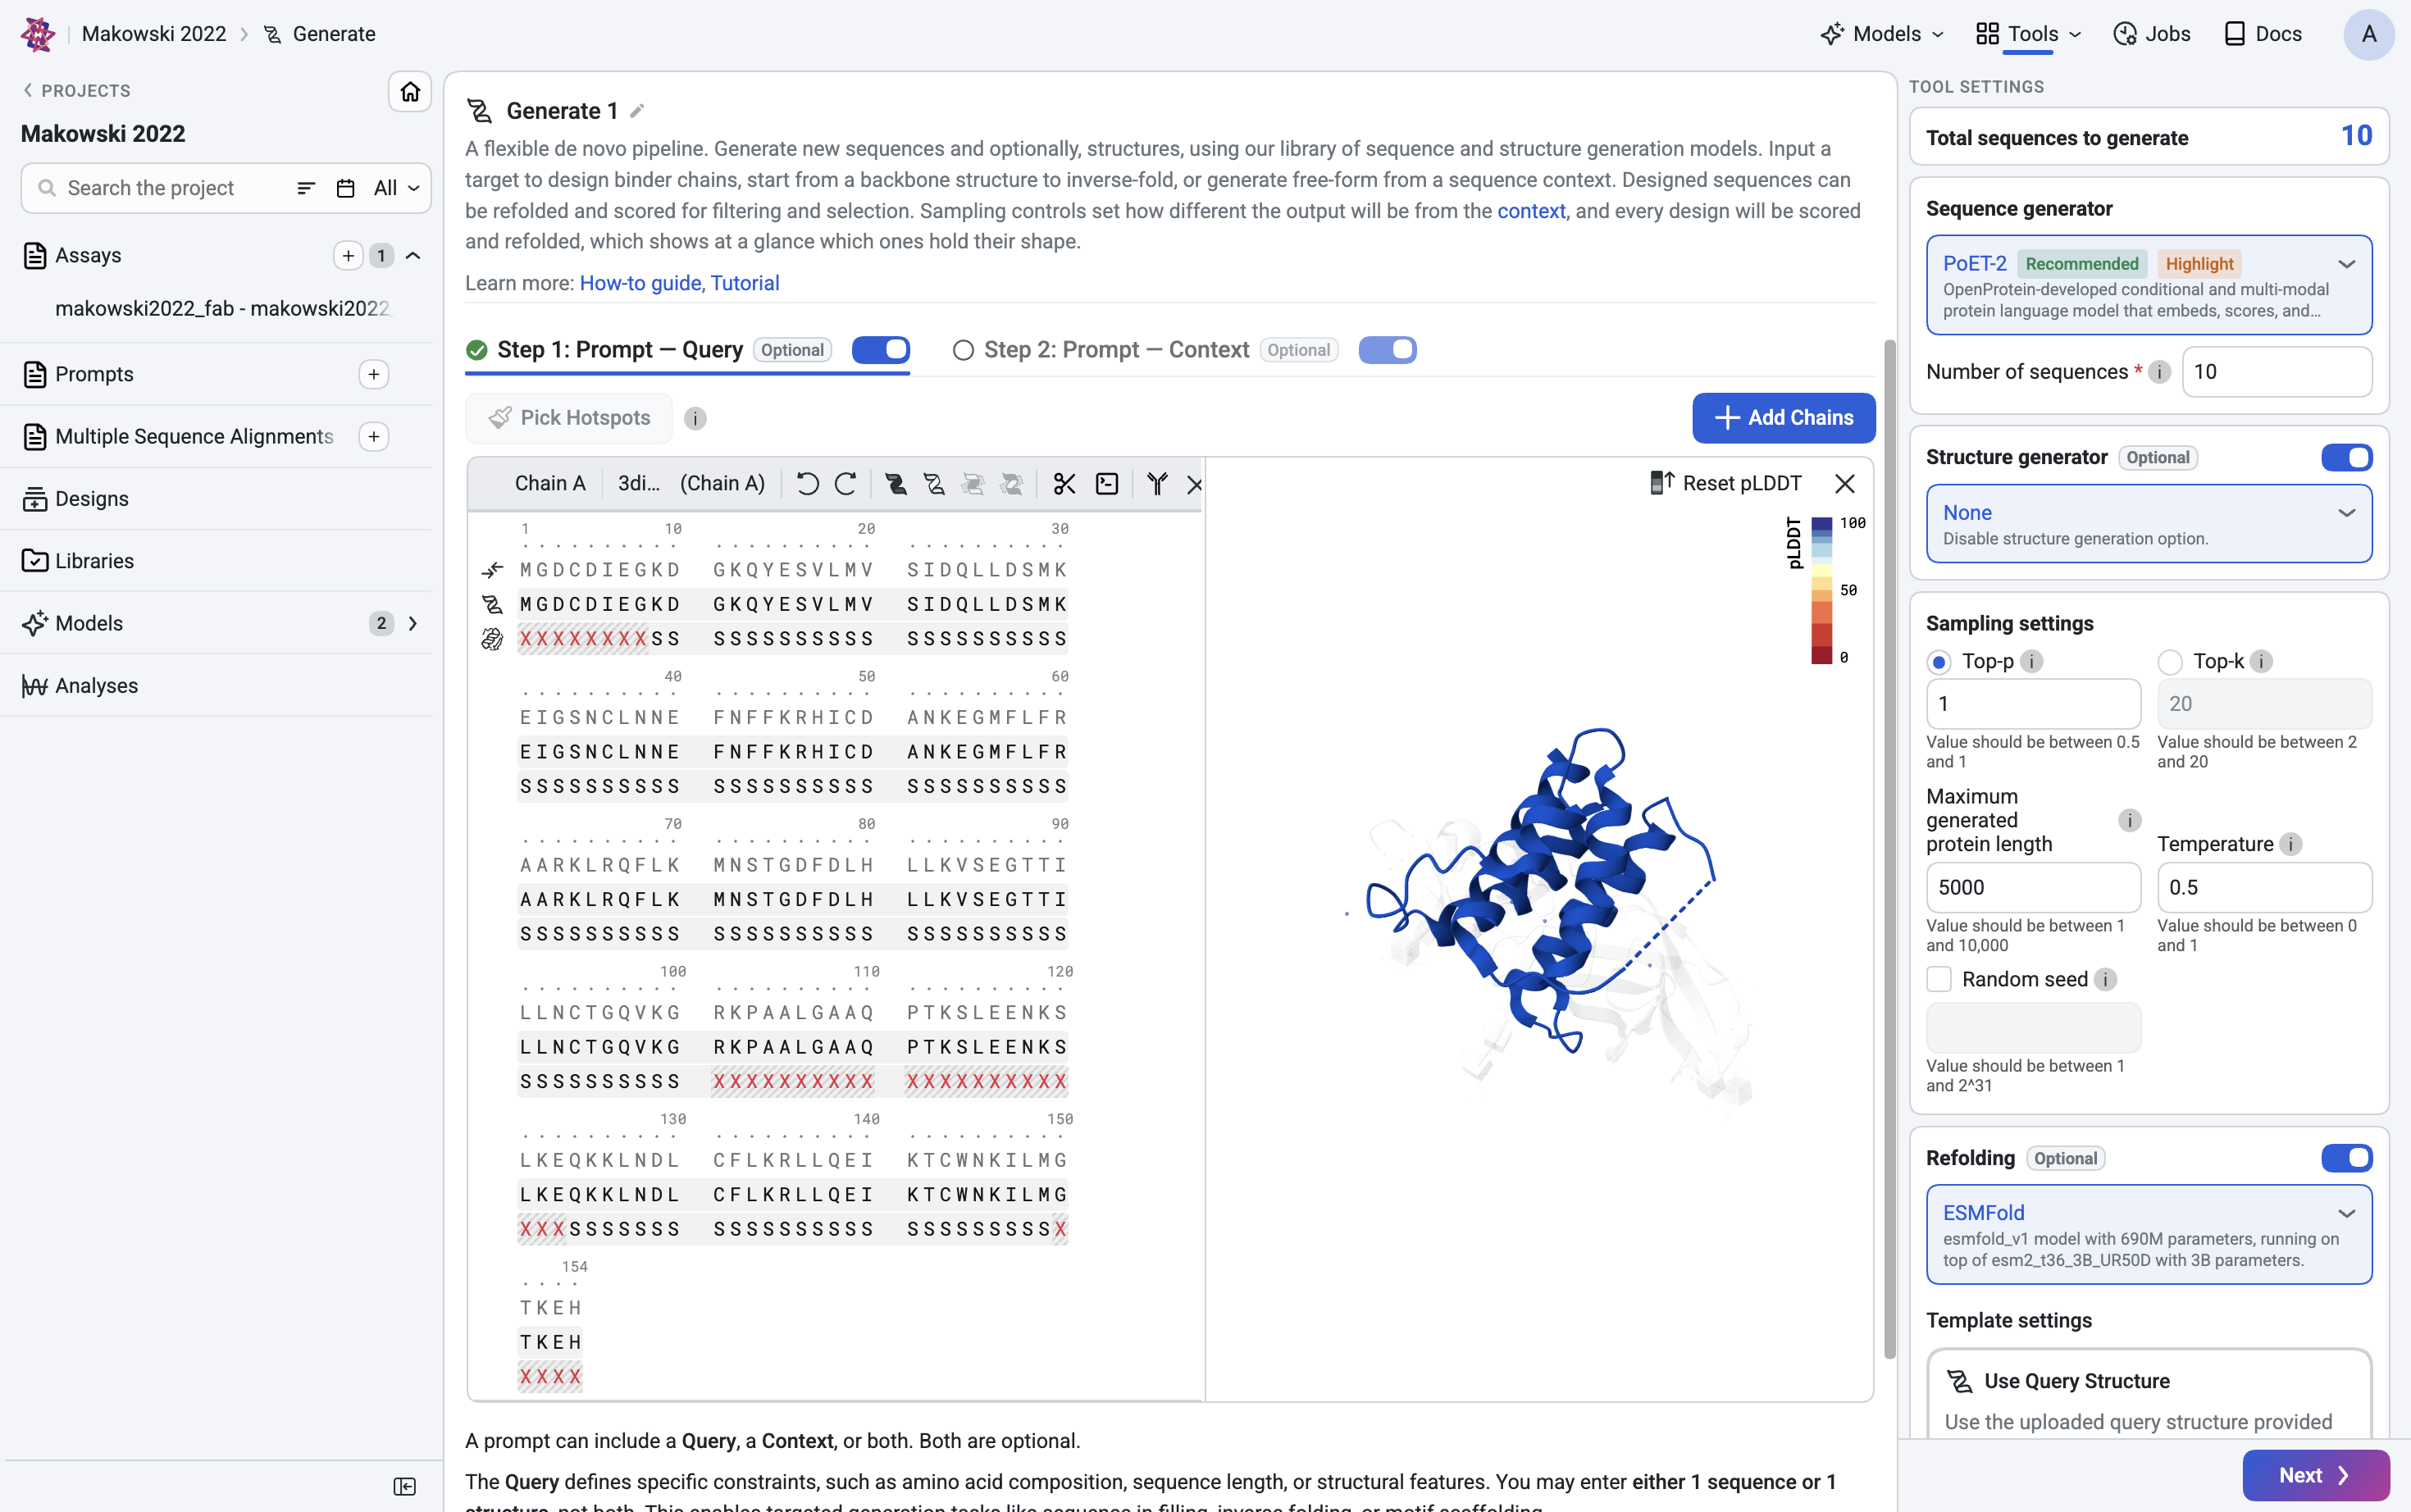 Makowski 2022 > Generate
Models Tools Jobs Docs A
PROJECTS
Makowski 2022
Search the project All
Assays + 1
makowski2022_fab - makowski2022
Prompts +
Multiple Sequence Alignments +
Designs
Libraries
Models 2
Analyses
Generate 1
A flexible de novo pipeline. Generate new sequences and optionally, structures, using our library of sequence and structure generation models. Input a
target to design binder chains, start from a backbone structure to inverse-fold, or generate free-form from a sequence context. Designed sequences can
be refolded and scored for filtering and selection. Sampling controls set how different the output will be from the context, and every design will be scored
and refolded, which shows at a glance which ones hold their shape.
Learn more: How-to guide, Tutorial
Step 1: Prompt — Query Optional
Step 2: Prompt — Context Optional
Pick Hotspots i
+ Add Chains
Chain A 3di... (Chain A)
Reset pLDDT
pLDDT
100
50
0
1 10 20 30
MGDCDIEGKD GKQYESVLMV SIDQLLDSMK
MGDCDIEGKD GKQYESVLMV SIDQLLDSMK
XXXXXXXXSS SSSSSSSSSS SSSSSSSSSS
40 50 60
EIGSNCLNNE FNFFKRHICD ANKEGMFLFR
EIGSNCLNNE FNFFKRHICD ANKEGMFLFR
SSSSSSSSSS SSSSSSSSSS SSSSSSSSSS
70 80 90
AARKLRQFLK MNSTGDFDLH LLKVSEGTTI
AARKLRQFLK MNSTGDFDLH LLKVSEGTTI
SSSSSSSSSS SSSSSSSSSS SSSSSSSSSS
100 110 120
LLNCTGQVKG RKPAALGAAQ PTKSLEENKS
LLNCTGQVKG RKPAALGAAQ PTKSLEENKS
SSSSSSSSSS XXXXXXXXXX XXXXXXXXXX
130 140 150
LKEQKKLNDL CFLKRLLQEI KTCWNKILMG
LKEQKKLNDL CFLKRLLQEI KTCWNKILMG
XXXSSSSSSS SSSSSSSSSS SSSSSSSSSX
154
TKEH
TKEH
XXXX
A prompt can include a Query, a Context, or both. Both are optional.
The Query defines specific constraints, such as amino acid composition, sequence length, or structural features. You may enter either 1 sequence or 1
structure, not both. This enables targeted generation tasks like sequence in-filling, inverse folding, or motif scaffolding.
TOOL SETTINGS
Total sequences to generate 10
Sequence generator
PoET-2 Recommended Highlight
OpenProtein-developed conditional and multi-modal
protein language model that embeds, scores, and...
Number of sequences * i 10
Structure generator Optional
None
Disable structure generation option.
Sampling settings
Top-p i Top-k i
1 20
Value should be between 0.5
and 1
Value should be between 2
and 20
Maximum
generated
protein length i
Temperature i
5000 0.5
Value should be between 1
and 10,000
Value should be between 0
and 1
Random seed i
Value should be between 1
and 2^31
Refolding Optional
ESMFold
esmfold_v1 model with 690M parameters, running on
top of esm2_t36_3B_UR50D with 3B parameters.
Template settings
Use Query Structure
Use the uploaded query structure provided
Next